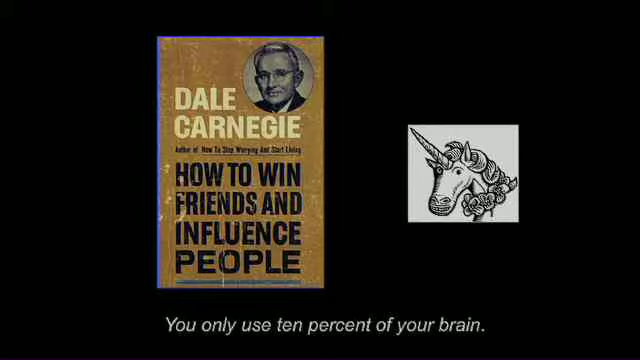 DALE
CARNEGIE
Author of How To Stop Worrying And Start Living
HOW TO WIN
FRIENDS AND
INFLUENCE
PEOPLE
You only use ten percent of your brain.